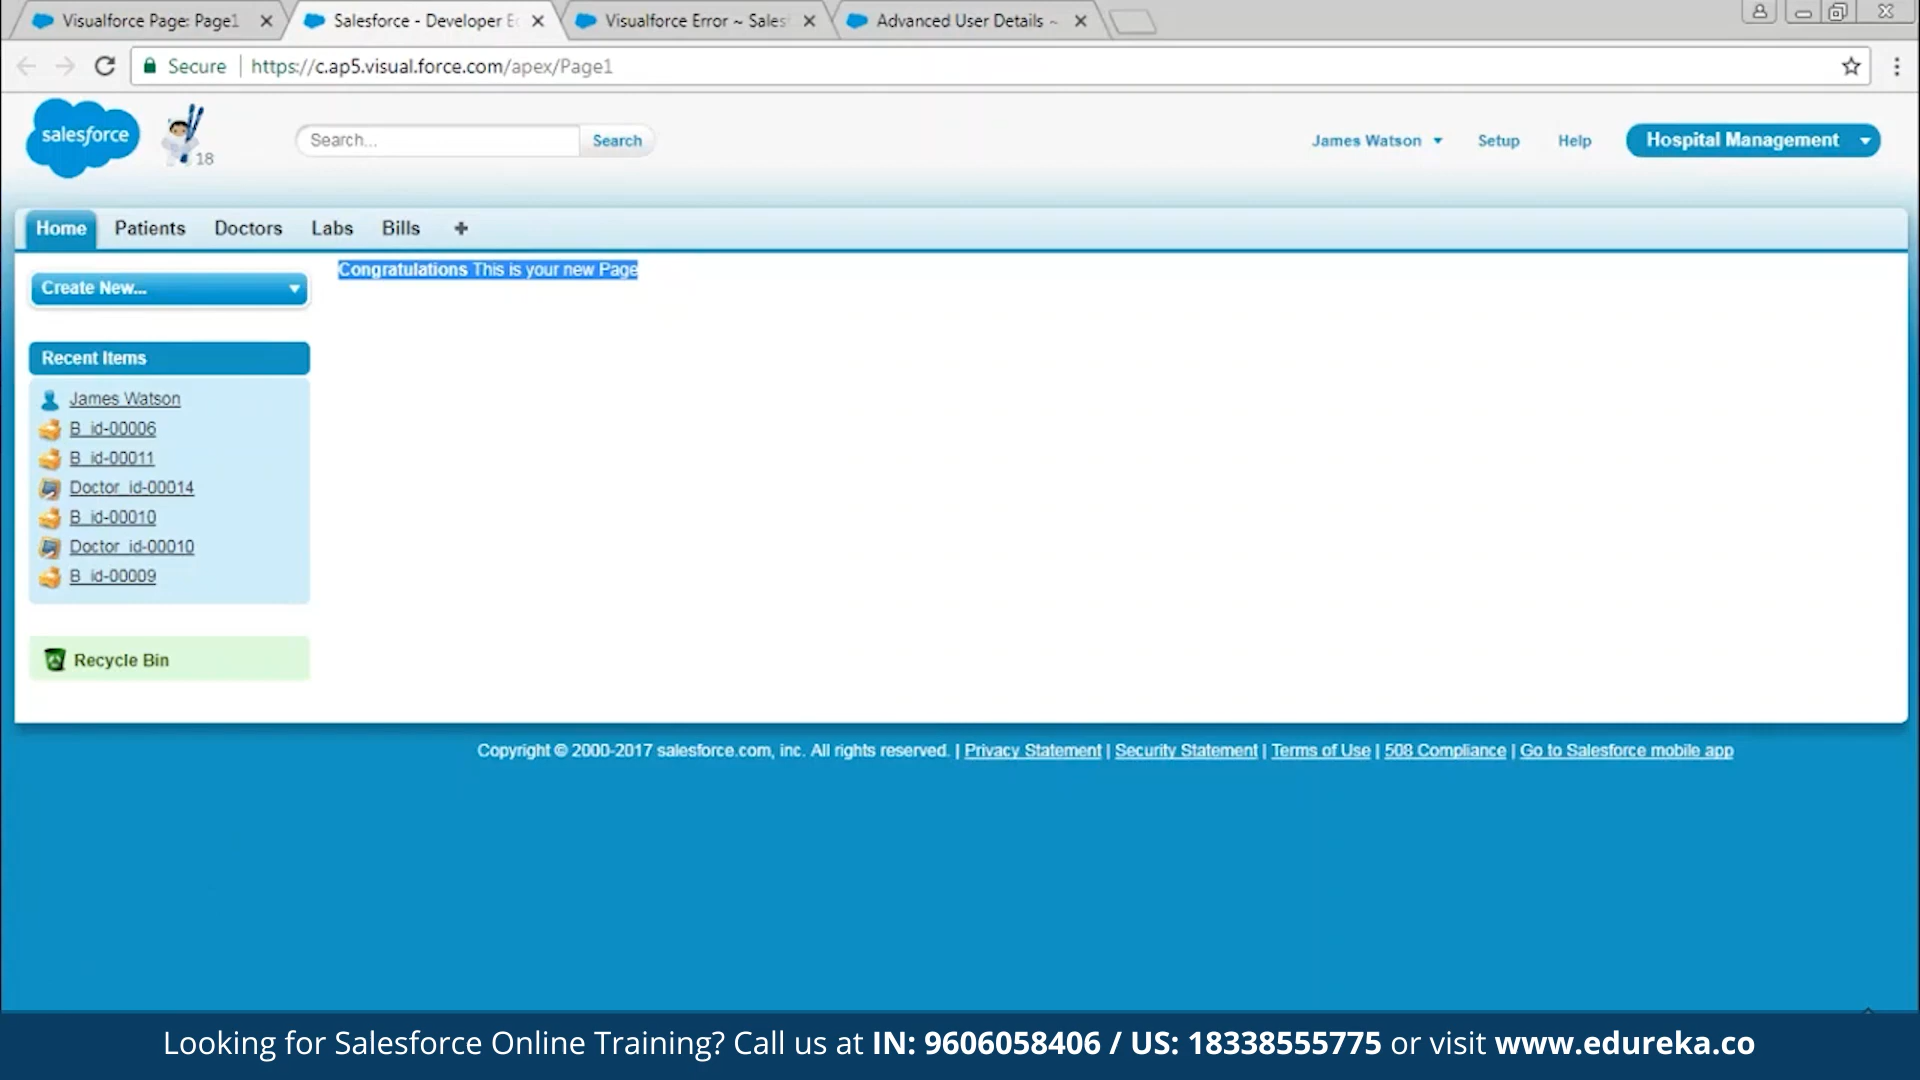 Visualforce Page: Page1
Salesforce - Developer E
Visualforce Error ~ Sales
Advanced User Details ~
Secure
https://c.ap5.visual.force.com/apex/Page1
salesforce
18
Search...
Search
James Watson
Setup
Help
Hospital Management
Home
Patients
Doctors
Labs
Bills
+
Create New...
Congratulations This is your new Page
Recent Items
James Watson
B_id-00006
B_id-00011
Doctor_id-00014
B_id-00010
Doctor_id-00010
B_id-00009
Recycle Bin
Copyright © 2000-2017 salesforce.com, inc. All rights reserved. | Privacy Statement | Security Statement | Terms of Use | 508 Compliance | Go to Salesforce mobile app
Looking for Salesforce Online Training? Call us at IN: 9606058406 / US: 18338555775 or visit www.edureka.co